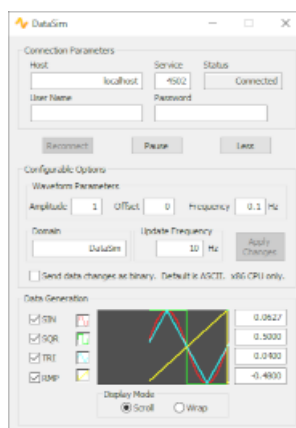 DataSim
Connection Parameters
Host Service Status
localhost 4502 Connected
User Name Password
Reconnect Pause Less
Configurable Options
Waveform Parameters
Amplitude 1 Offset 0 Frequency 0.1 Hz
Domain Update Frequency
DataSim 10 Hz Apply Changes
Send data changes as binary. Default is ASCII. x86 CPU only.
Data Generation
SIN 0.0627
SQR 0.5000
TRI 0.0400
RMP -0.4800
Display Mode
Scroll Wrap